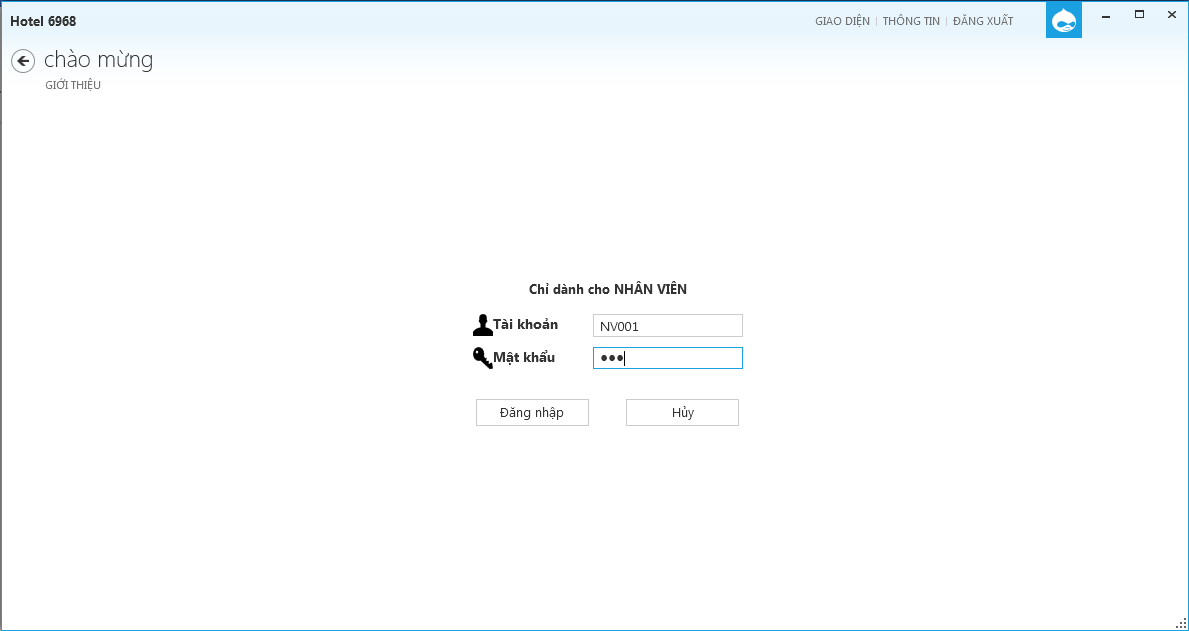 Hotel 6968
GIAO DIỆN | THÔNG TIN | ĐĂNG XUẤT
chào mừng
GIỚI THIỆU
Chỉ dành cho NHÂN VIÊN
Tài khoản NV001
Mật khẩu ●●●
Đăng nhập Hủy